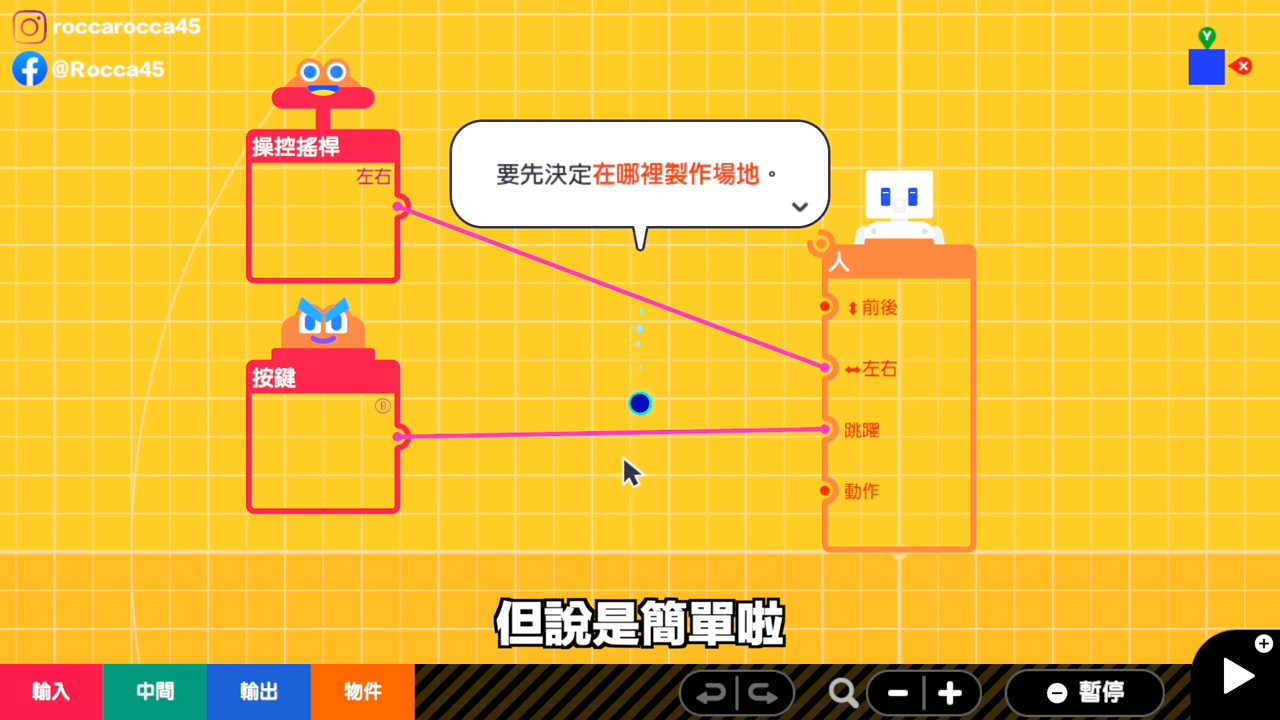 roccarocca45
@Rocca45
Y
X
操控搖桿
左右
要先決定在哪裡製作場地。
人
前後
左右
按鍵
B
跳躍
動作
但說是簡單啦
輸入
中間
輸出
物件
暫停